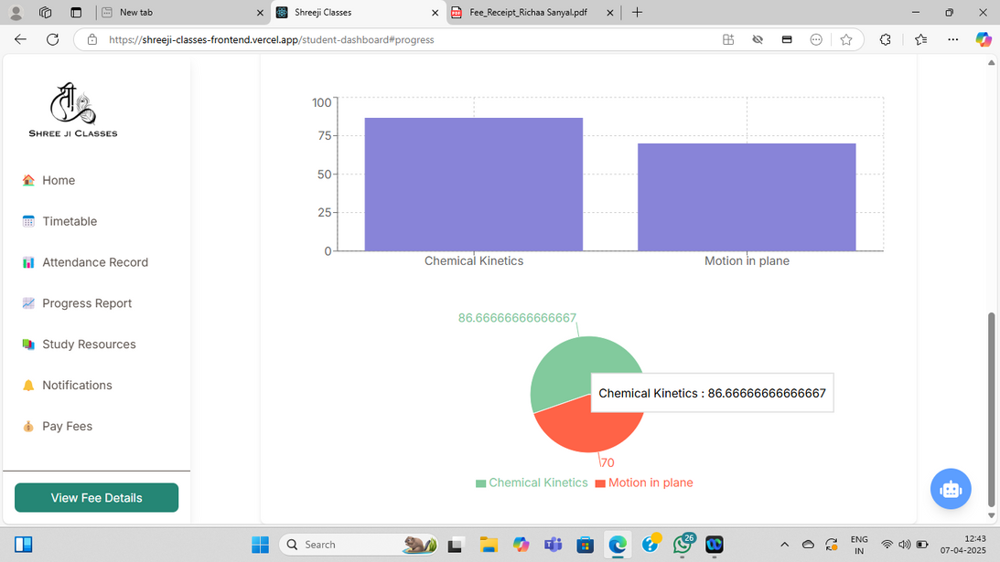 New tab
Shreeji Classes
Fee_Receipt_Richaa Sanyal.pdf
https://shreeji-classes-frontend.vercel.app/student-dashboard#progress
श्री
SHREE JI CLASSES
Home
Timetable
Attendance Record
Progress Report
Study Resources
Notifications
Pay Fees
View Fee Details
100
75
50
25
0
Chemical Kinetics
Motion in plane
86.66666666666667
Chemical Kinetics : 86.66666666666667
70
Chemical Kinetics
Motion in plane
Search
26
ENG
IN
12:43
07-04-2025